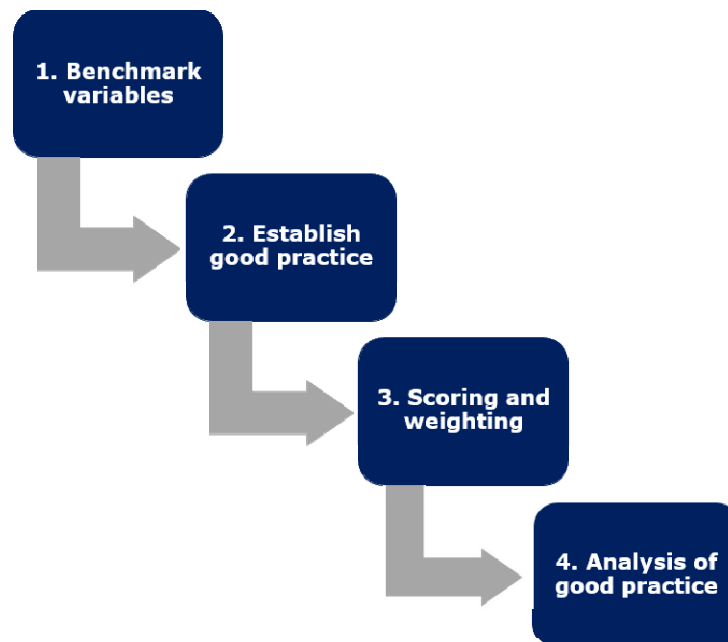 1. Benchmark
variables
2. Establish
good practice
3. Scoring and
weighting
4. Analysis of
good practice